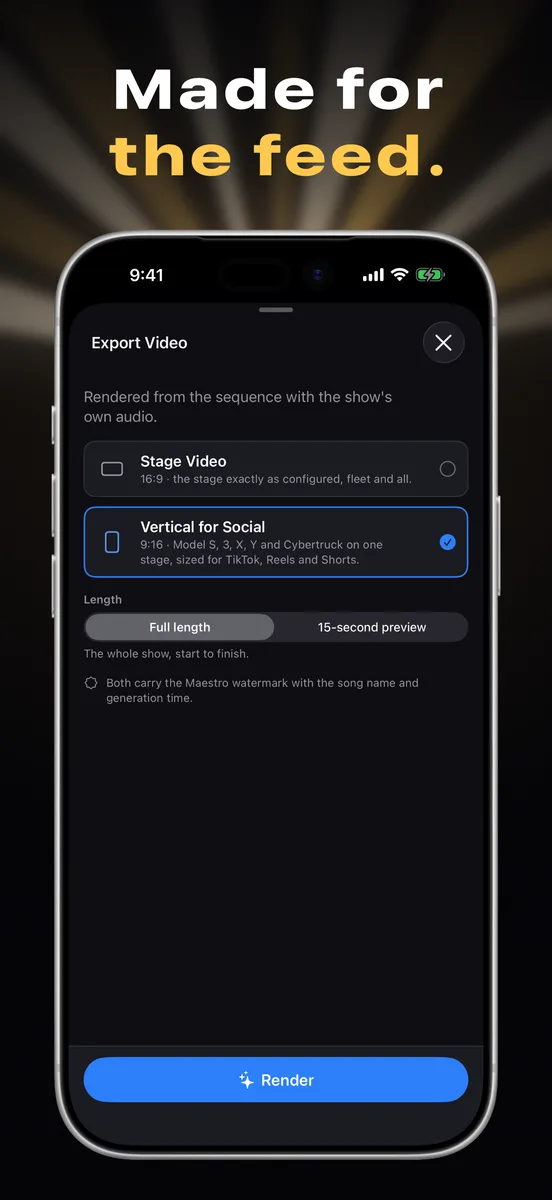 Made for
the feed.
9:41
Export Video
Rendered from the sequence with the show's
own audio.
Stage Video
16:9 · the stage exactly as configured, fleet and all.
Vertical for Social
9:16 · Model S, 3, X, Y and Cybertruck on one
stage, sized for TikTok, Reels and Shorts.
Length
Full length
15-second preview
The whole show, start to finish.
Both carry the Maestro watermark with the song name and
generation time.
Render